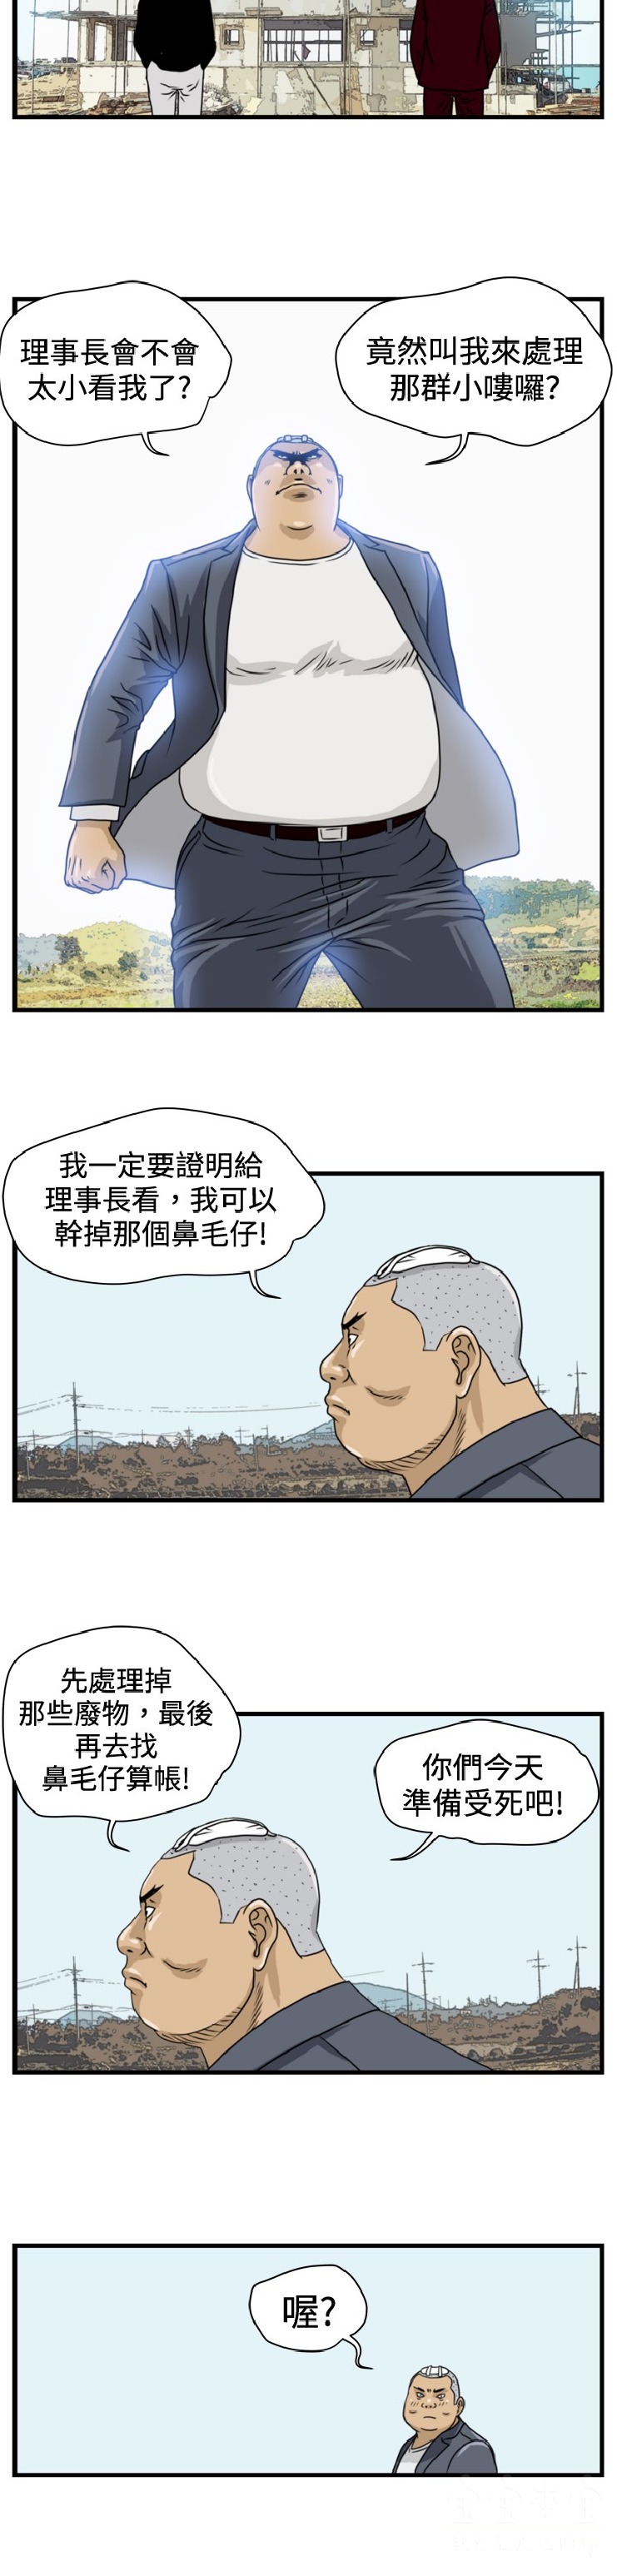 理事長會不會
太小看我了?
竟然叫我來處理
那群小嘍囉?
我一定要證明給
理事長看，我可以
幹掉那個鼻毛仔!
先處理掉
那些廢物，最後
再去找
鼻毛仔算帳!
你們今天
準備受死吧!
喔?